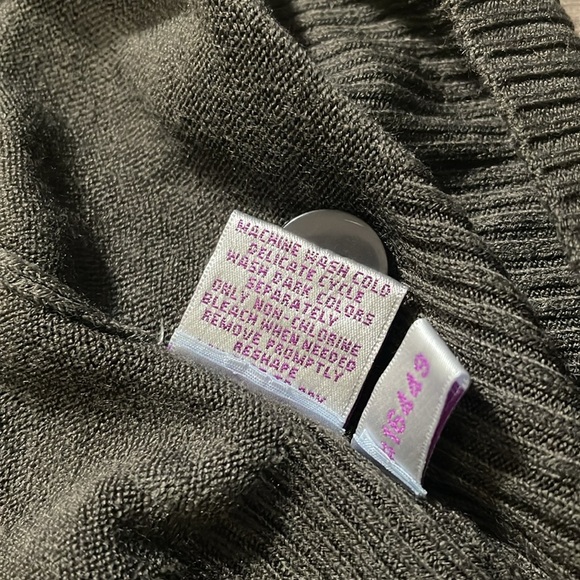 MACHINE WASH COLD
DELICATE CYCLE
WASH DARK COLORS
SEPARATELY
ONLY NON-CHLORINE
BLEACH WHEN NEEDED
REMOVE PROMPTLY
RESHAPE